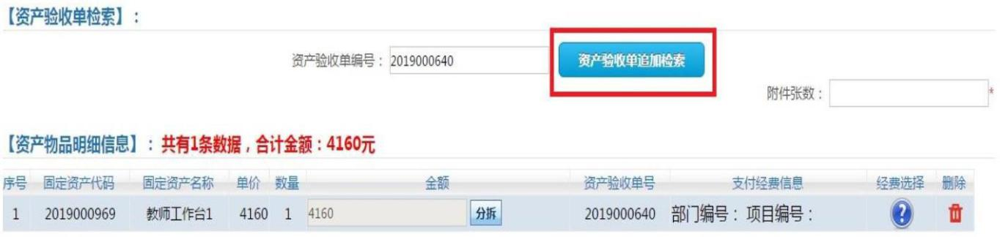 【资产验收单检索】:
资产验收单编号: 2019000640 资产验收单追加检索
附件张数: *
【资产物品明细信息】: 共有1条数据,合计金额:4160元
序号 固定资产代码 固定资产名称 单价 数量 金额 资产验收单号 支付经费信息 经费选择 删除
1 2019000969 教师工作台1 4160 1 4160 分拆 2019000640 部门编号: 项目编号: ?